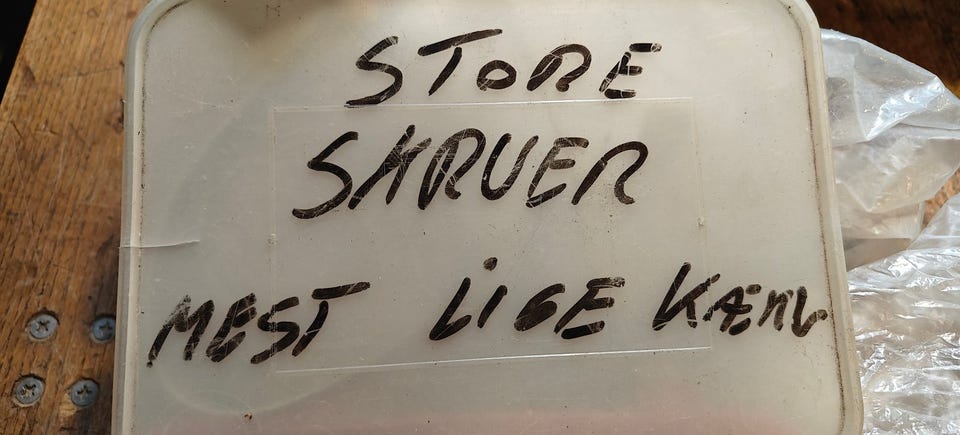 STORE
SKRUER
MEST LIGE KÆRV